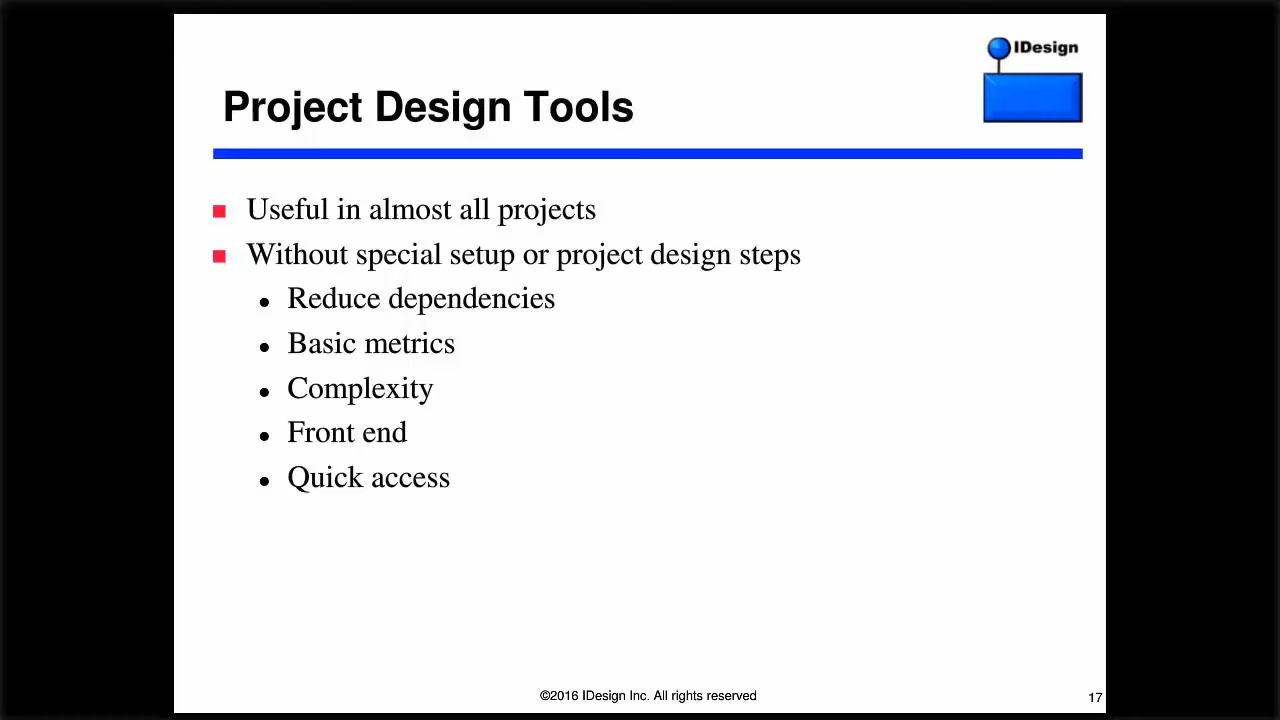 IDesign
Project Design Tools
Useful in almost all projects
Without special setup or project design steps
Reduce dependencies
Basic metrics
Complexity
Front end
Quick access
©2016 IDesign Inc. All rights reserved
17